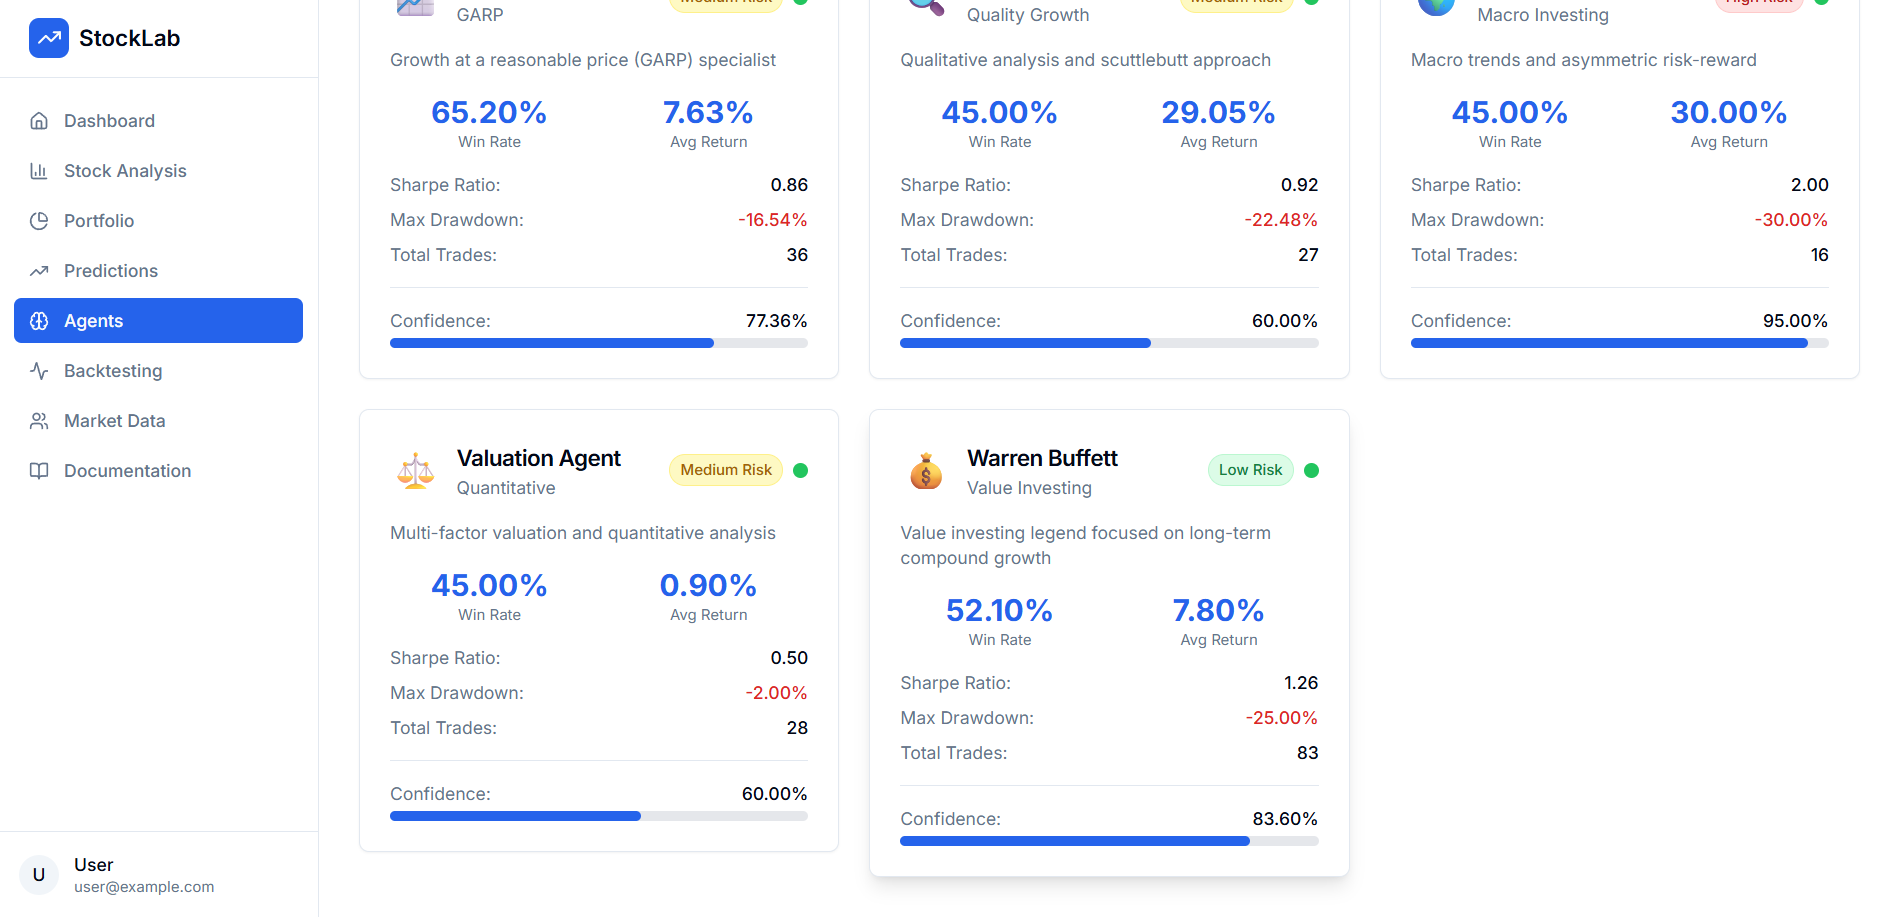 StockLab
Dashboard
Stock Analysis
Portfolio
Predictions
Agents
Backtesting
Market Data
Documentation
U
User
user@example.com
GARP
Medium Risk
Growth at a reasonable price (GARP) specialist
65.20% 7.63%
Win Rate Avg Return
Sharpe Ratio: 0.86
Max Drawdown: -16.54%
Total Trades: 36
Confidence: 77.36%
Quality Growth
Medium Risk
Qualitative analysis and scuttlebutt approach
45.00% 29.05%
Win Rate Avg Return
Sharpe Ratio: 0.92
Max Drawdown: -22.48%
Total Trades: 27
Confidence: 60.00%
Macro Investing
High Risk
Macro trends and asymmetric risk-reward
45.00% 30.00%
Win Rate Avg Return
Sharpe Ratio: 2.00
Max Drawdown: -30.00%
Total Trades: 16
Confidence: 95.00%
Valuation Agent
Quantitative
Medium Risk
Multi-factor valuation and quantitative analysis
45.00% 0.90%
Win Rate Avg Return
Sharpe Ratio: 0.50
Max Drawdown: -2.00%
Total Trades: 28
Confidence: 60.00%
Warren Buffett
Value Investing
Low Risk
Value investing legend focused on long-term
compound growth
52.10% 7.80%
Win Rate Avg Return
Sharpe Ratio: 1.26
Max Drawdown: -25.00%
Total Trades: 83
Confidence: 83.60%